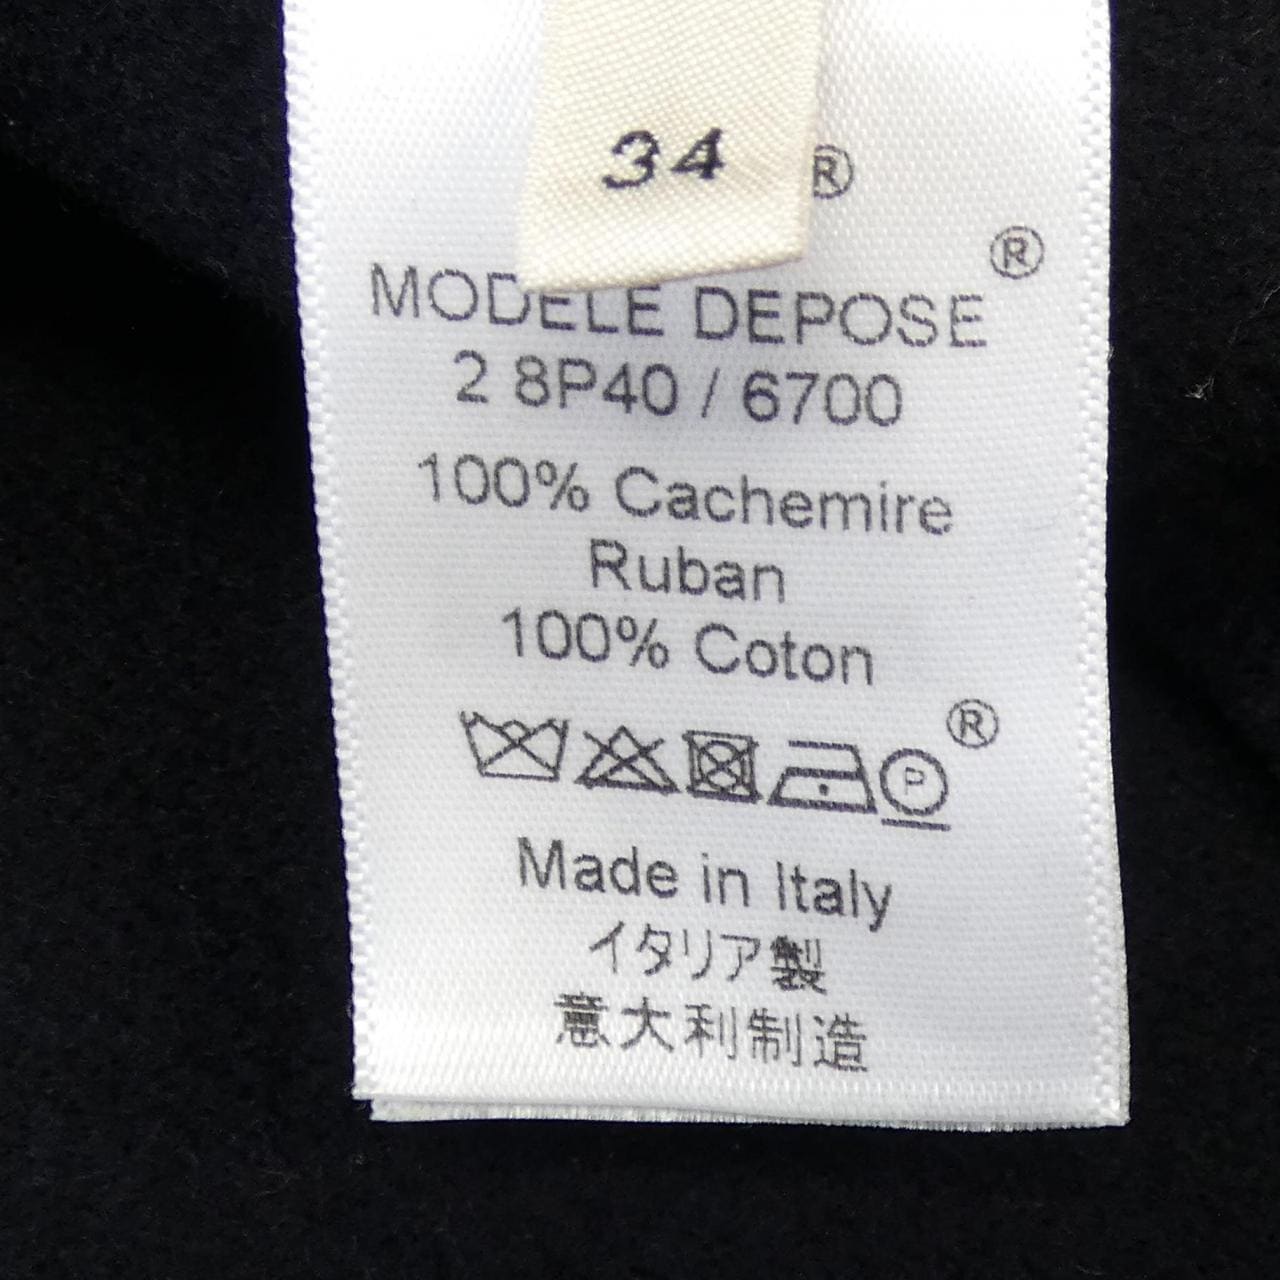 34
®
MODELE DEPOSE ®
2 8P40 / 6700
100% Cachemire
Ruban
100% Coton
®
P
Made in Italy
イタリア製
意大利制造